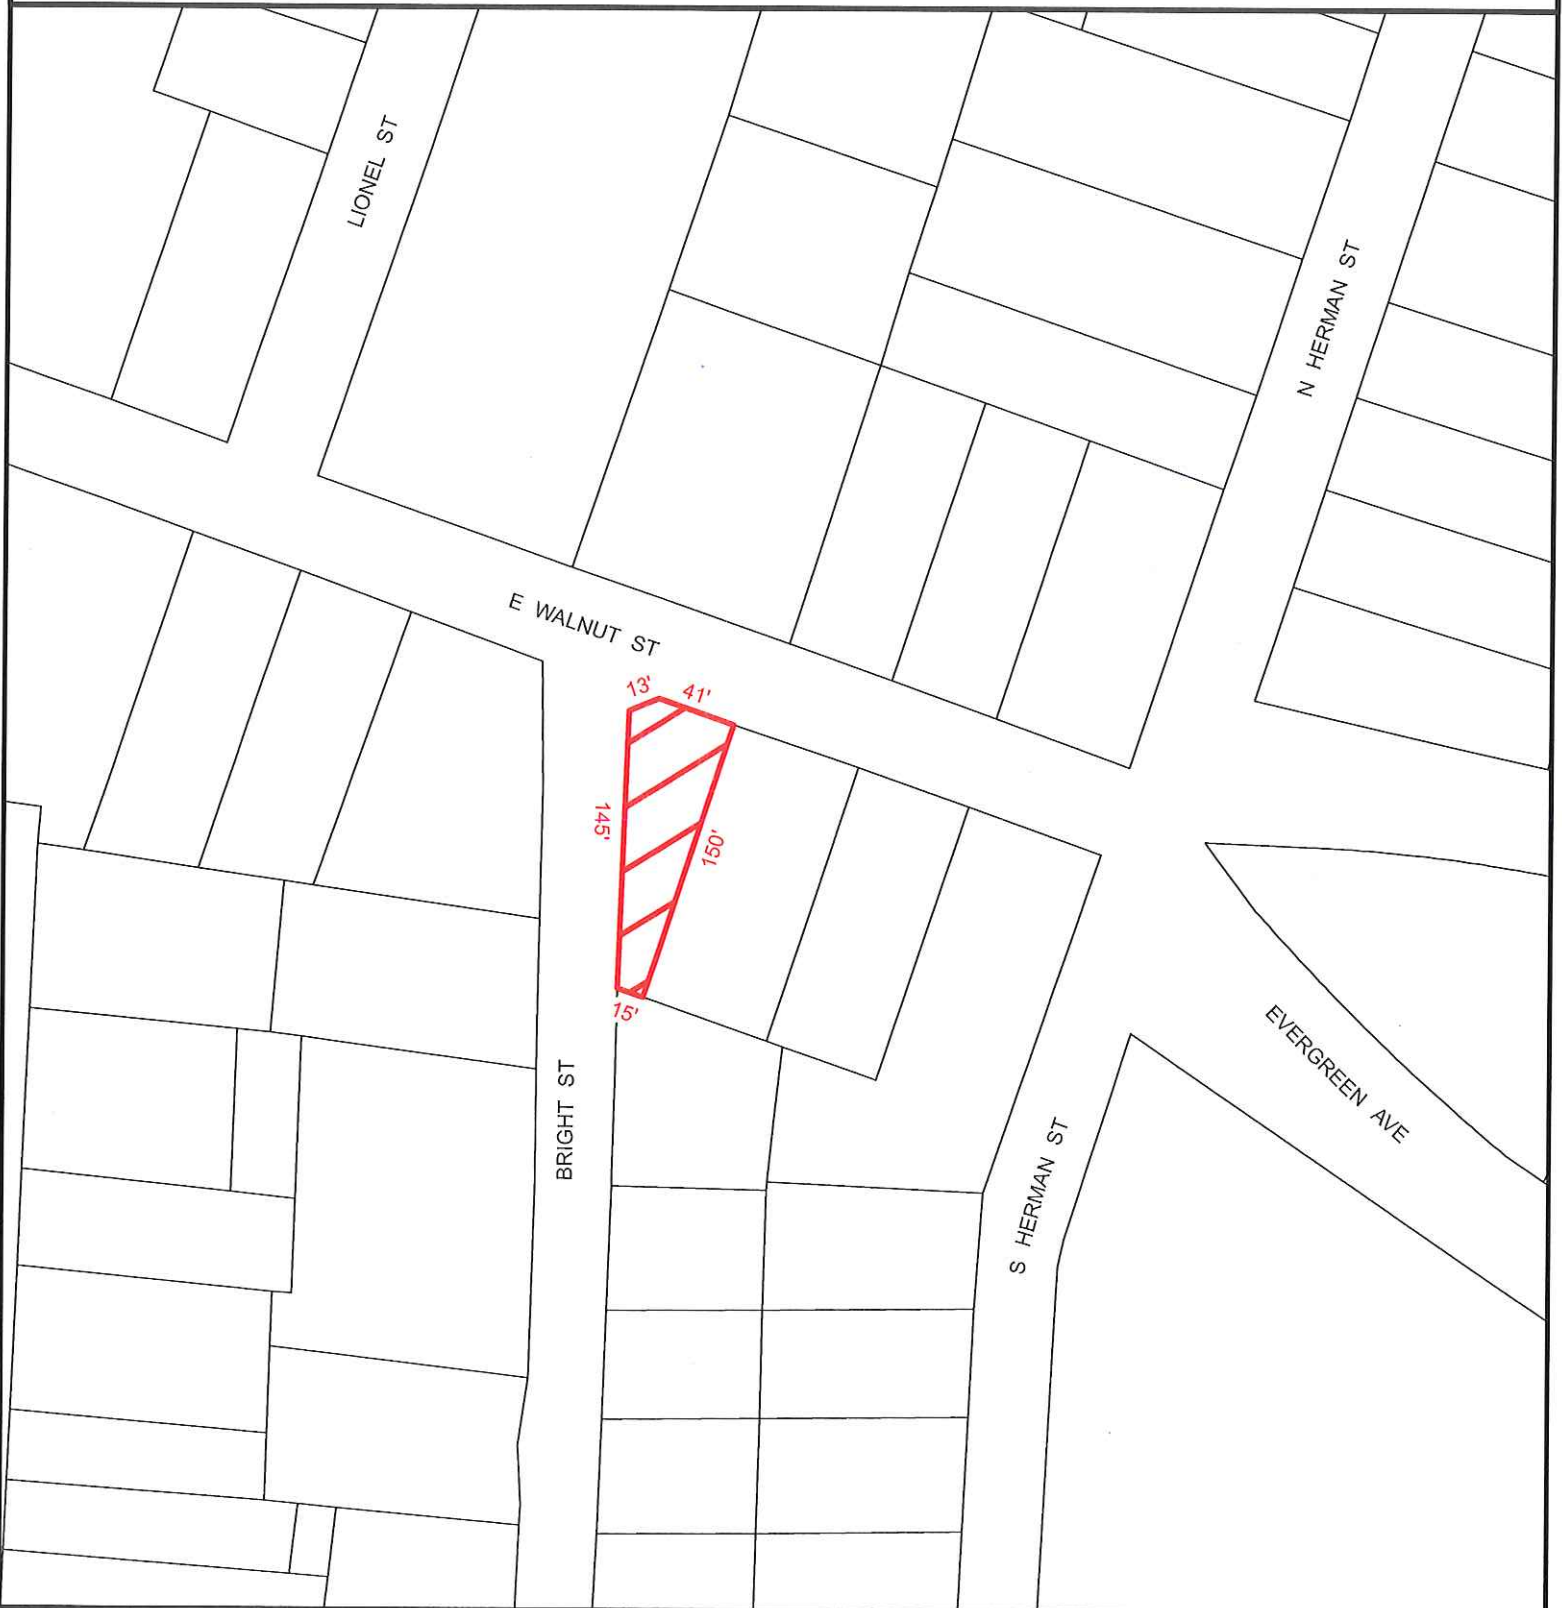 LIONEL ST
N HERMAN ST
E WALNUT ST
13'
41'
145'
150'
15'
EVERGREEN AVE
BRIGHT ST
S HERMAN ST